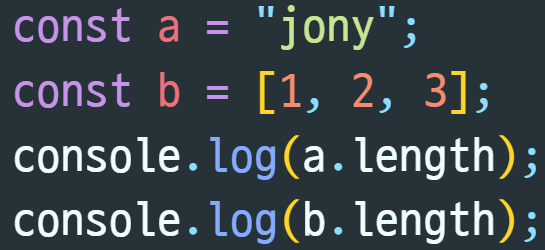 const a = "jony";
const b = [1, 2, 3];
console.log(a.length);
console.log(b.length);